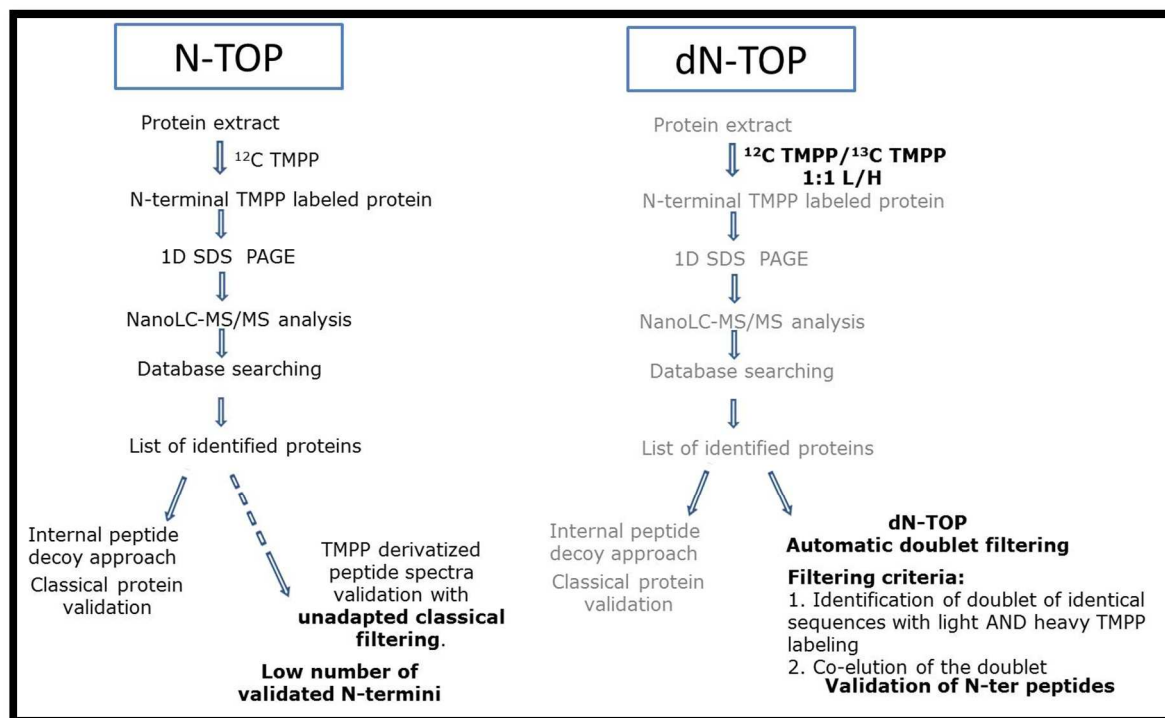 N-TOP
Protein extract
¹²C TMPP
N-terminal TMPP labeled protein
1D SDS PAGE
NanoLC-MS/MS analysis
Database searching
List of identified proteins
Internal peptide
decoy approach
Classical protein
validation
TMPP derivatized
peptide spectra
validation with
unadapted classical
filtering.
Low number of
validated N-termini
dN-TOP
Protein extract
¹²C TMPP/¹³C TMPP
1:1 L/H
N-terminal TMPP labeled protein
1D SDS PAGE
NanoLC-MS/MS analysis
Database searching
List of identified proteins
Internal peptide
decoy approach
Classical protein
validation
dN-TOP
Automatic doublet filtering
Filtering criteria:
1. Identification of doublet of identical
sequences with light AND heavy TMPP
labeling
2. Co-elution of the doublet
Validation of N-ter peptides